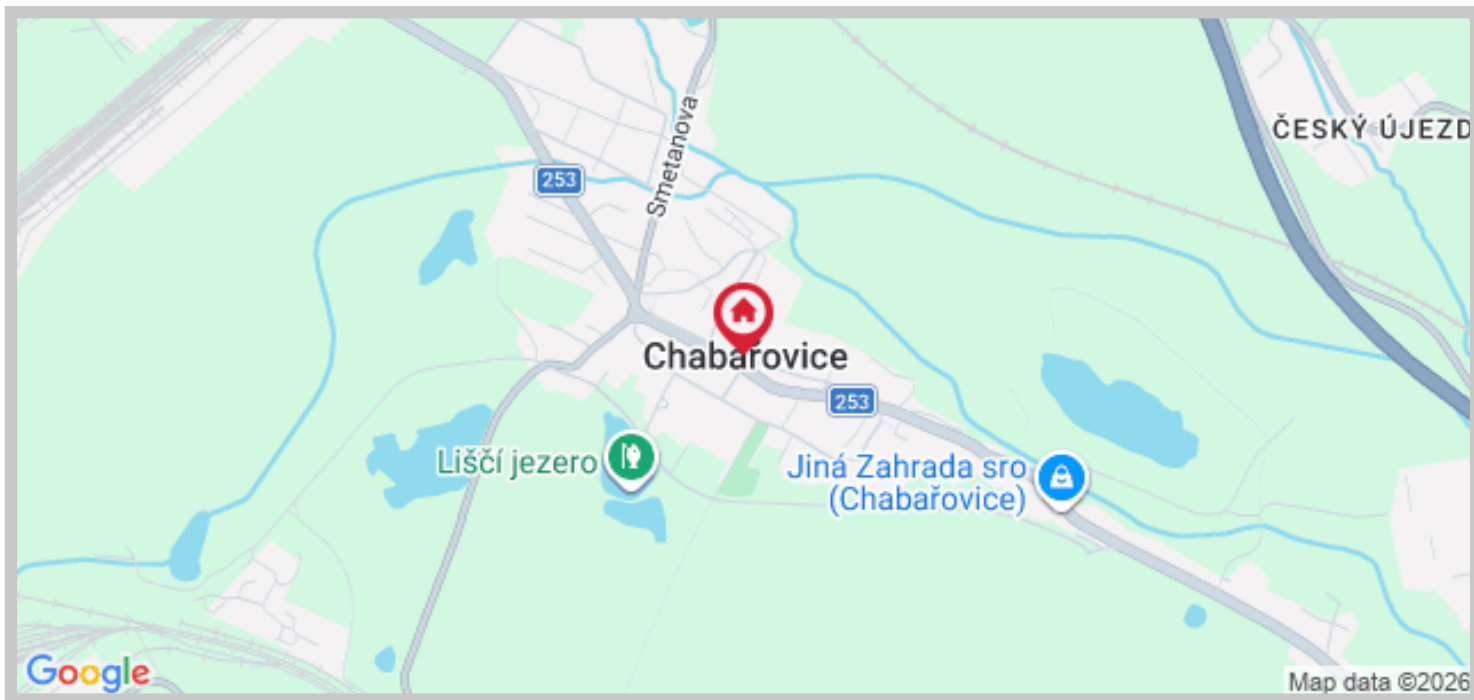 ČESKÝ ÚJEZD
253
Smetanova
Chabařovice
253
Liščí jezero
Jiná Zahrada sro
(Chabařovice)
Google
Map data ©2026